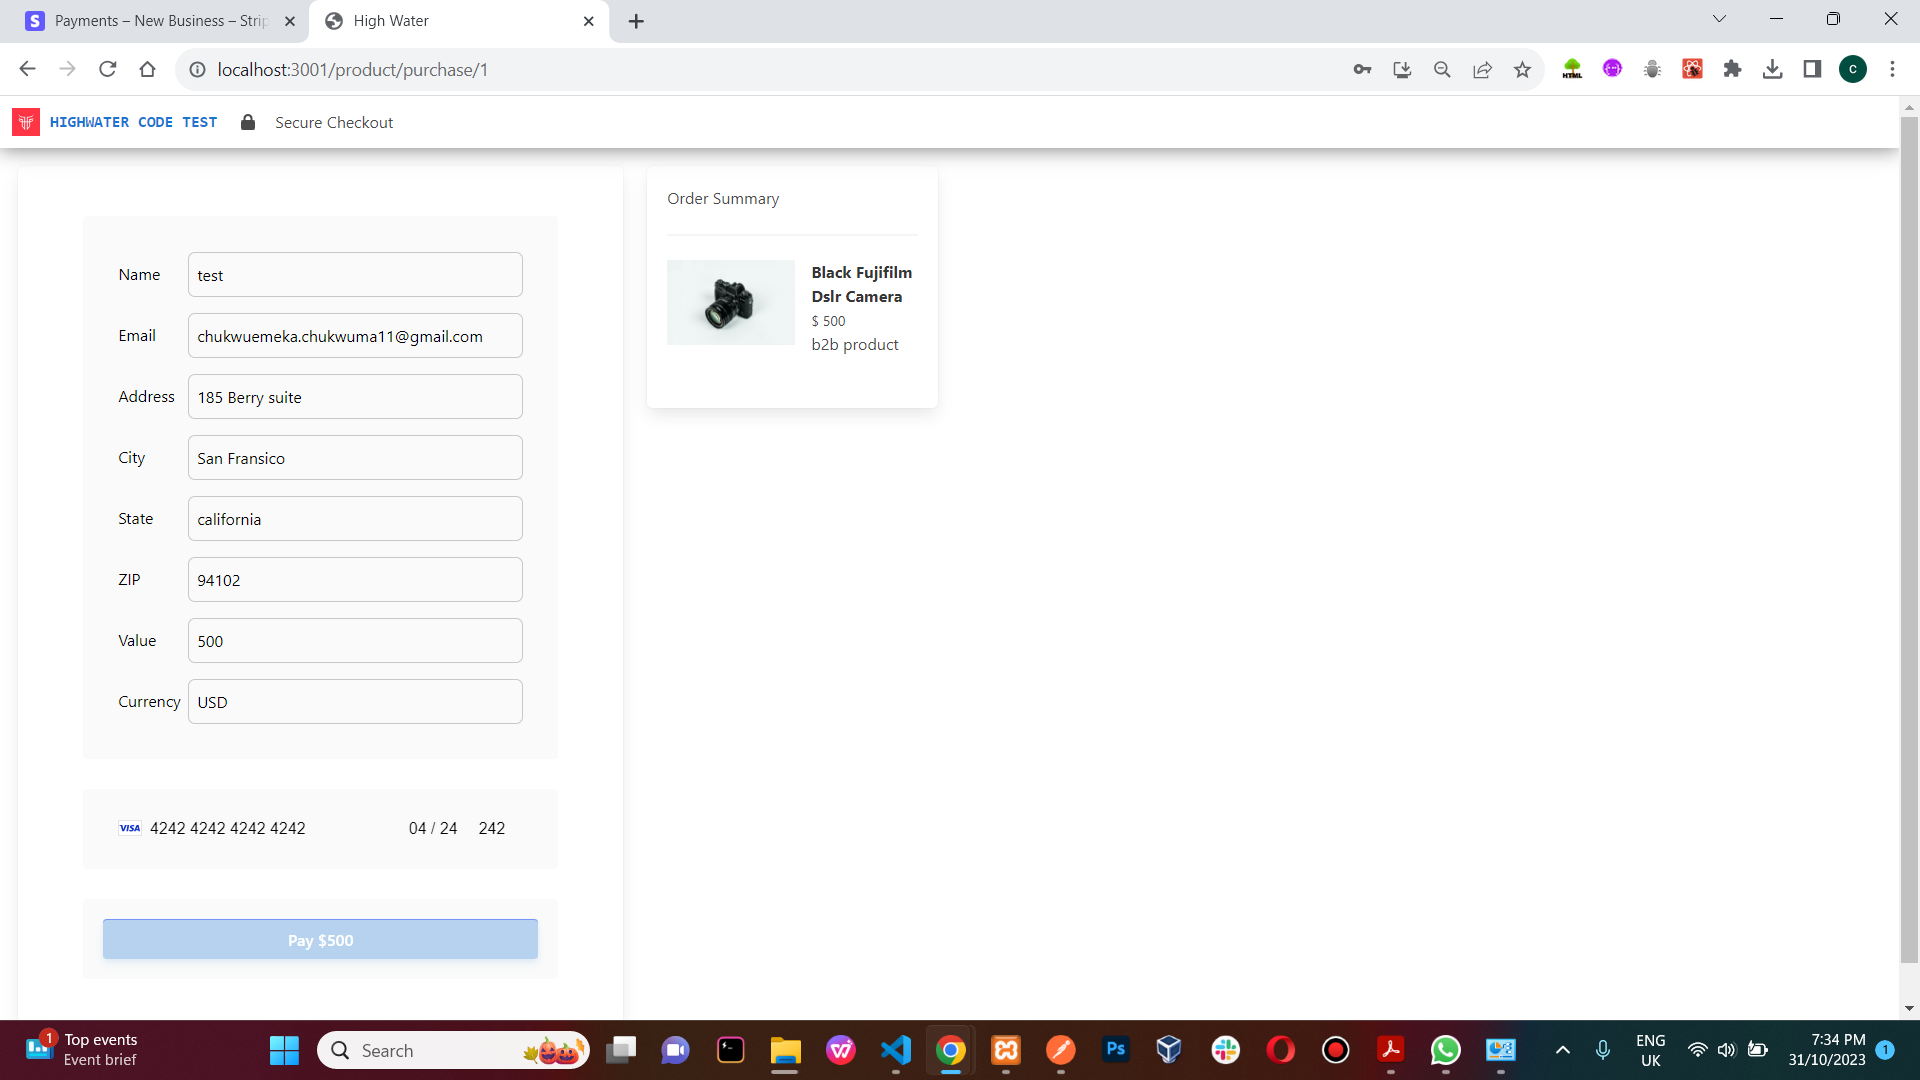 Payments – New Business – Strip
High Water
localhost:3001/product/purchase/1
HTML
C
HIGHWATER CODE TEST
Secure Checkout
Name
test
Email
chukwuemeka.chukwuma11@gmail.com
Address
185 Berry suite
City
San Fransico
State
california
ZIP
94102
Value
500
Currency
USD
VISA
4242 4242 4242 4242
04 / 24
242
Pay $500
Order Summary
Black Fujifilm
Dslr Camera
$ 500
b2b product
1
Top events
Event brief
Search
Ps
ENG
UK
7:34 PM
31/10/2023
1